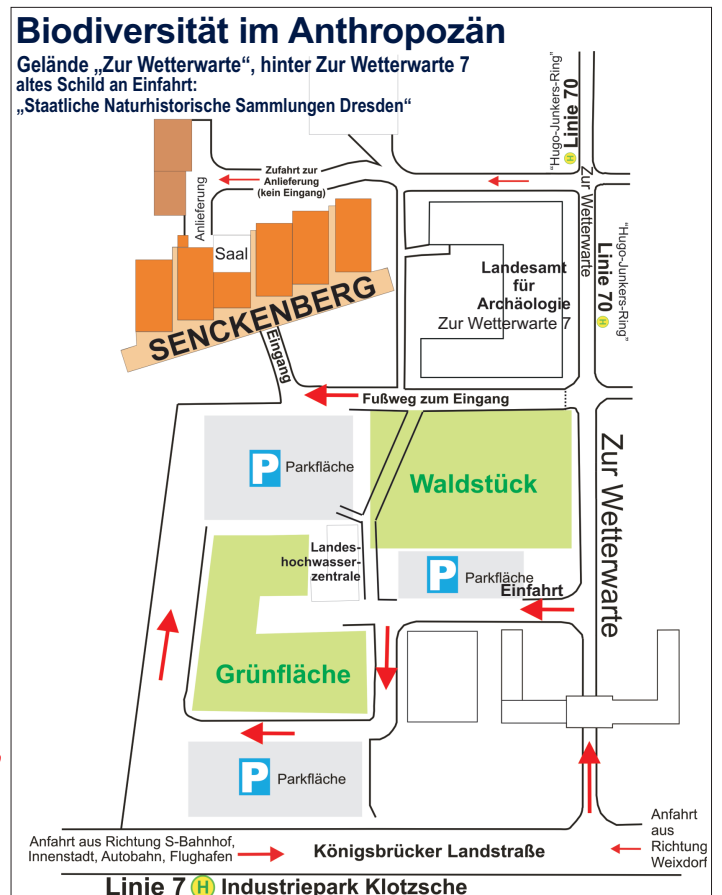 Biodiversität im Anthropozän
Gelände „Zur Wetterwarte“, hinter Zur Wetterwarte 7
altes Schild an Einfahrt:
„Staatliche Naturhistorische Sammlungen Dresden“
"Hugo-Junkers-Ring"
H Linie 70
Zur Wetterwarte
Zufahrt zur
Anlieferung
(kein Eingang)
Anlieferung
Saal
SENCKENBERG
Eingang
Landesamt
für
Archäologie
Zur Wetterwarte 7
"Hugo-Junkers-Ring"
Linie 70 H
Fußweg zum Eingang
P Parkfläche
Waldstück
Zur Wetterwarte
Landes-
hochwasser-
zentrale
P Parkfläche
Einfahrt
Grünfläche
P Parkfläche
Anfahrt aus Richtung S-Bahnhof,
Innenstadt, Autobahn, Flughafen
Königsbrücker Landstraße
Anfahrt
aus
Richtung
Weixdorf
Linie 7 H Industriepark Klotzsche